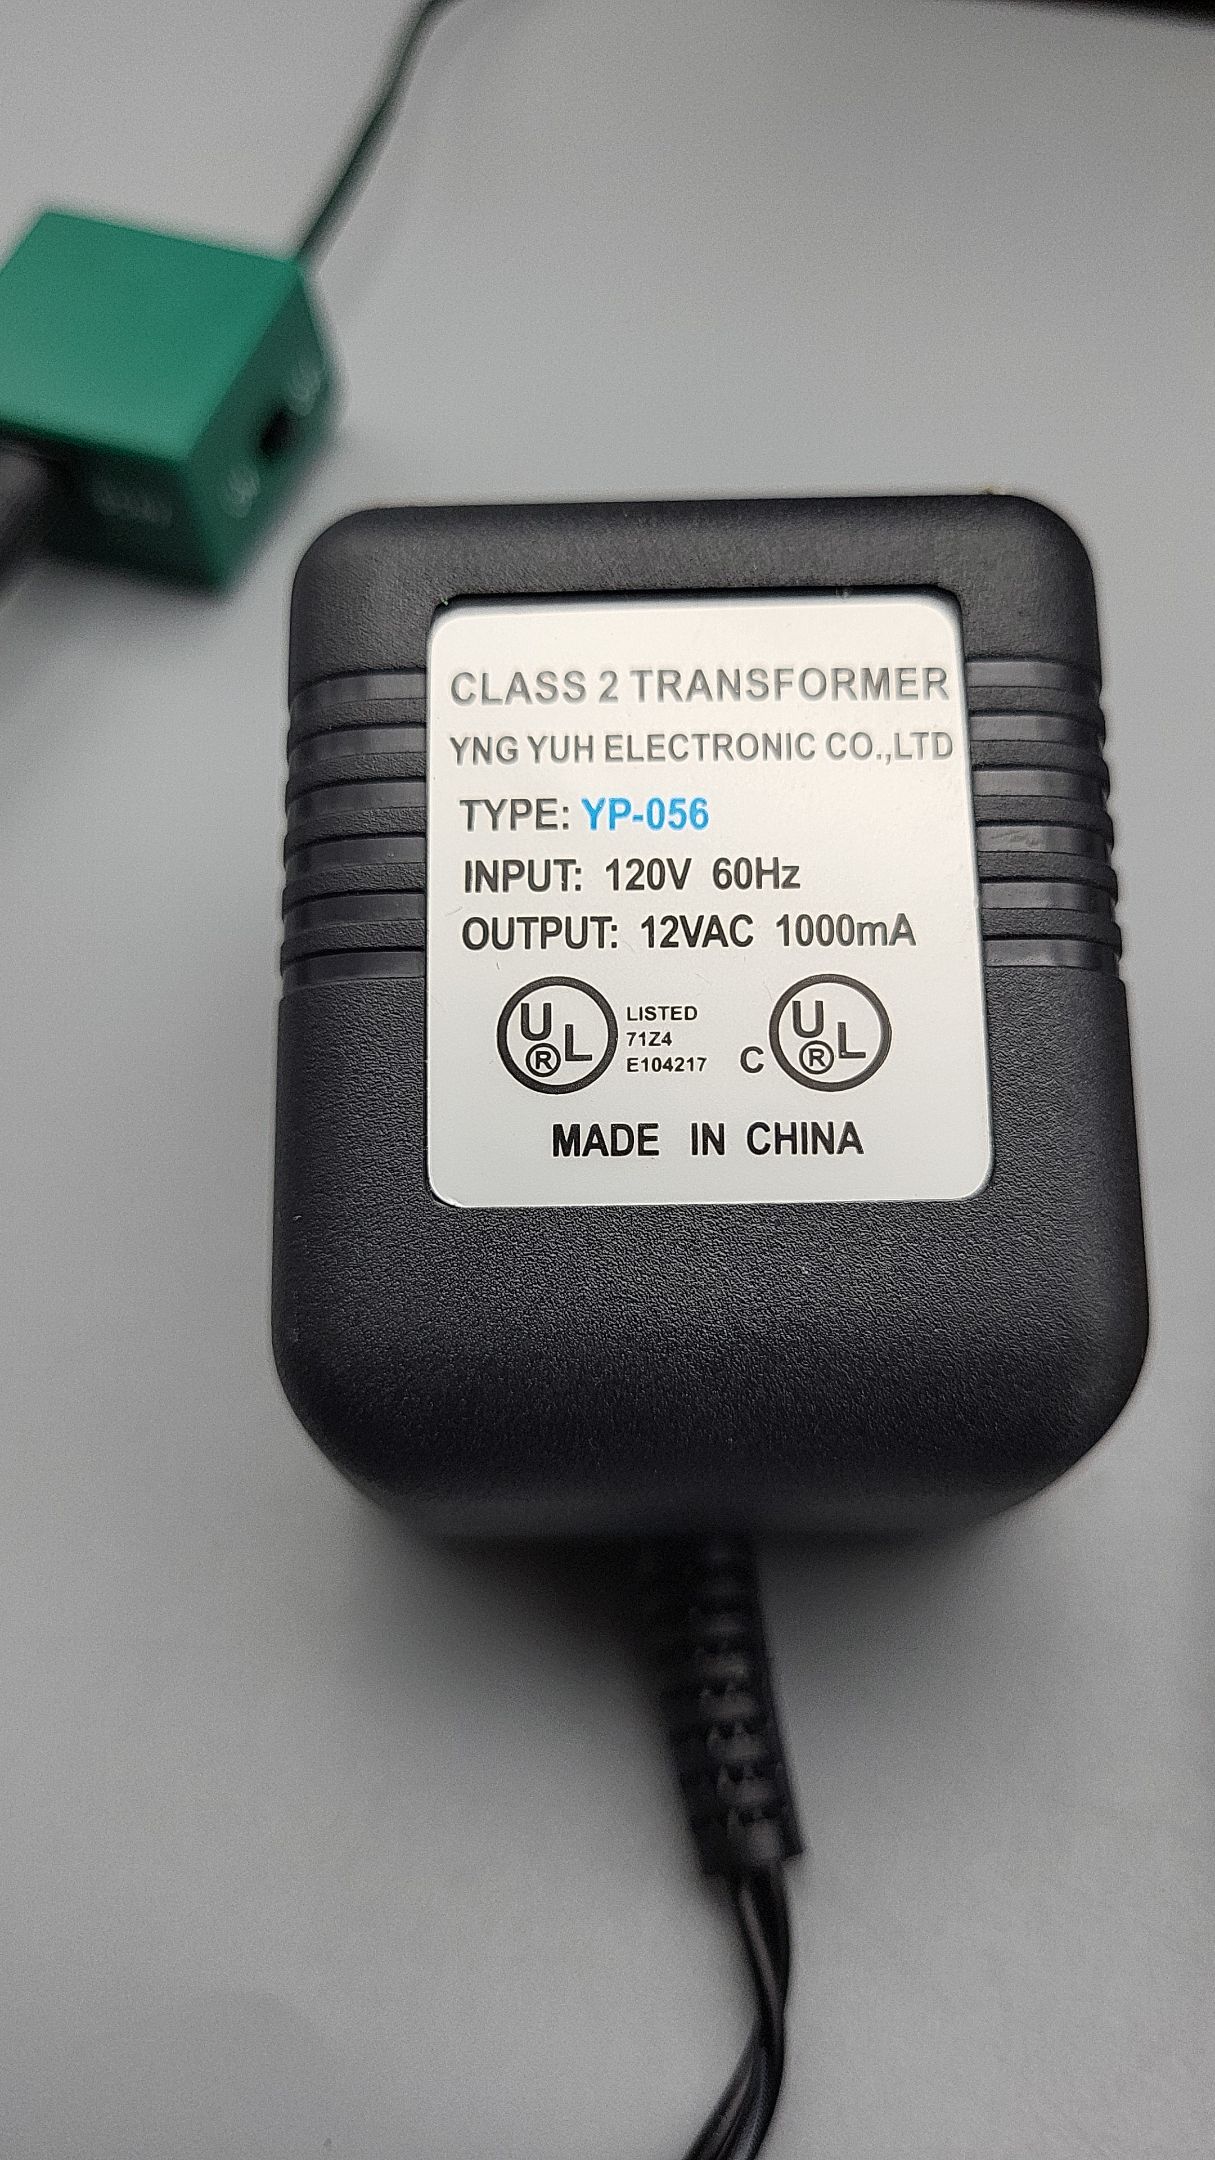 CLASS 2 TRANSFORMER
YNG YUH ELECTRONIC CO.,LTD
TYPE: YP-056
INPUT: 120V 60Hz
OUTPUT: 12VAC 1000mA
UL®
LISTED
71Z4
E104217
C UL®
MADE IN CHINA